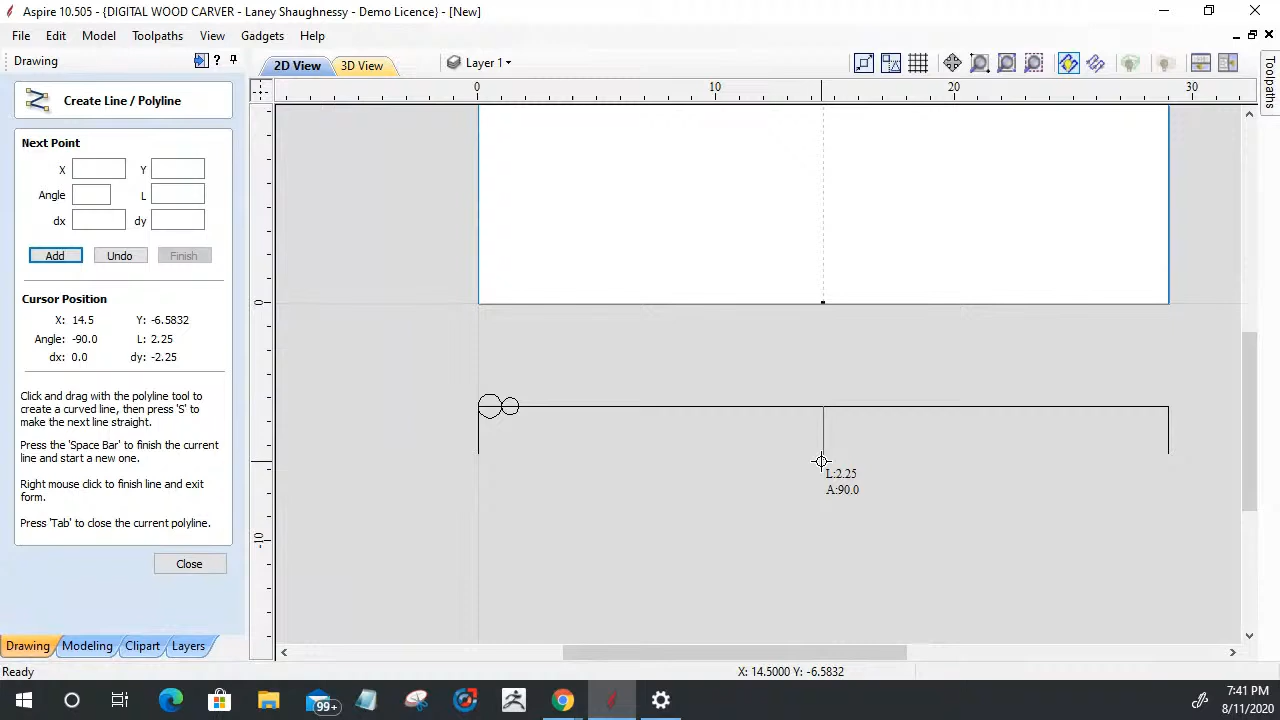 Aspire 10.505 - {DIGITAL WOOD CARVER - Laney Shaughnessy - Demo Licence} - [New]
File Edit Model Toolpaths View Gadgets Help
Drawing
2D View 3D View Layer 1
Create Line / Polyline
0 10 20 30
Next Point
X Y
Angle L
dx dy
Add Undo Finish
Cursor Position
X: 14.5 Y: -6.5832
Angle: -90.0 L: 2.25
dx: 0.0 dy: -2.25
Click and drag with the polyline tool to
create a curved line, then press 'S' to
make the next line straight.
Press the 'Space Bar' to finish the current
line and start a new one.
Right mouse click to finish line and exit
form.
Press 'Tab' to close the current polyline.
Close
0
-10
L:2.25
A:90.0
Toolpaths
Drawing Modeling Clipart Layers
Ready
X: 14.5000 Y: -6.5832
99+
7:41 PM
8/11/2020